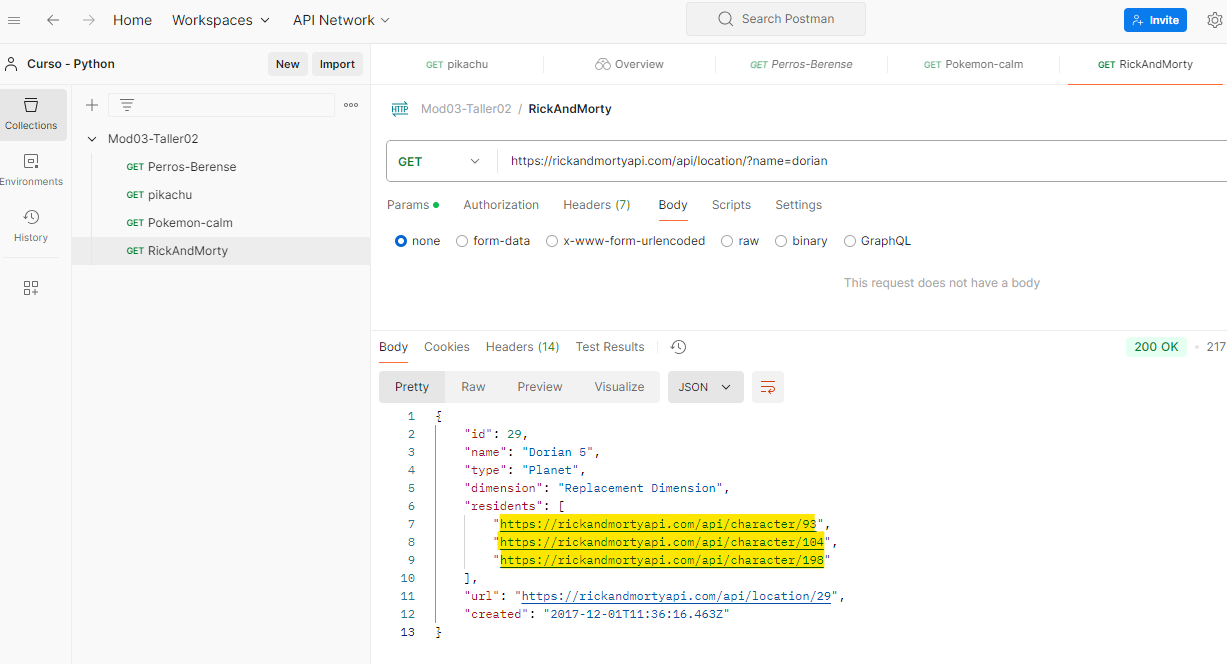 Home Workspaces API Network Search Postman Invite
Curso - Python New Import
GET pikachu Overview GET Perros-Berense GET Pokemon-calm GET RickAndMorty
Collections
Environments
History
Mod03-Taller02
GET Perros-Berense
GET pikachu
GET Pokemon-calm
GET RickAndMorty
HTTP Mod03-Taller02 / RickAndMorty
GET https://rickandmortyapi.com/api/location/?name=dorian
Params Authorization Headers (7) Body Scripts Settings
none form-data x-www-form-urlencoded raw binary GraphQL
This request does not have a body
Body Cookies Headers (14) Test Results 200 OK 217
Pretty Raw Preview Visualize JSON
1 {
2 "id": 29,
3 "name": "Dorian 5",
4 "type": "Planet",
5 "dimension": "Replacement Dimension",
6 "residents": [
7 "https://rickandmortyapi.com/api/character/93",
8 "https://rickandmortyapi.com/api/character/104",
9 "https://rickandmortyapi.com/api/character/198"
10 ],
11 "url": "https://rickandmortyapi.com/api/location/29",
12 "created": "2017-12-01T11:36:16.463Z"
13 }